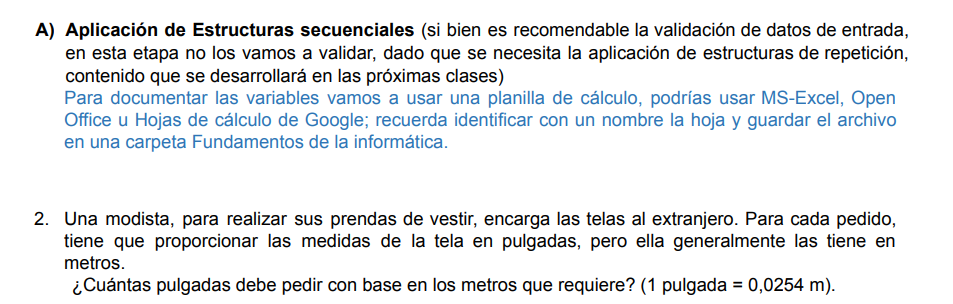 A) Aplicación de Estructuras secuenciales (si bien es recomendable la validación de datos de entrada,
en esta etapa no los vamos a validar, dado que se necesita la aplicación de estructuras de repetición,
contenido que se desarrollará en las próximas clases)
Para documentar las variables vamos a usar una planilla de cálculo, podrías usar MS-Excel, Open
Office u Hojas de cálculo de Google; recuerda identificar con un nombre la hoja y guardar el archivo
en una carpeta Fundamentos de la informática.
2. Una modista, para realizar sus prendas de vestir, encarga las telas al extranjero. Para cada pedido,
tiene que proporcionar las medidas de la tela en pulgadas, pero ella generalmente las tiene en
metros.
¿Cuántas pulgadas debe pedir con base en los metros que requiere? (1 pulgada = 0,0254 m).